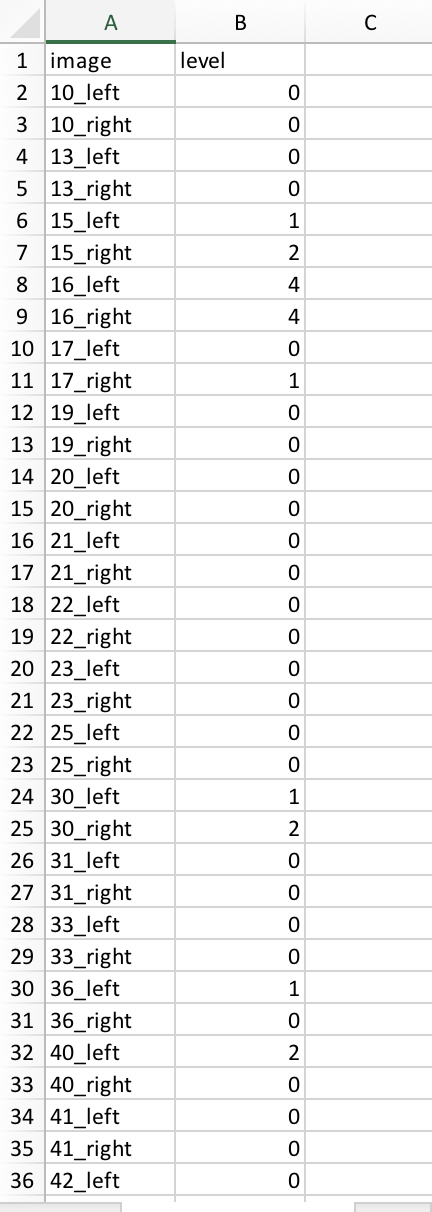 A B C
1 image level
2 10_left 0
3 10_right 0
4 13_left 0
5 13_right 0
6 15_left 1
7 15_right 2
8 16_left 4
9 16_right 4
10 17_left 0
11 17_right 1
12 19_left 0
13 19_right 0
14 20_left 0
15 20_right 0
16 21_left 0
17 21_right 0
18 22_left 0
19 22_right 0
20 23_left 0
21 23_right 0
22 25_left 0
23 25_right 0
24 30_left 1
25 30_right 2
26 31_left 0
27 31_right 0
28 33_left 0
29 33_right 0
30 36_left 1
31 36_right 0
32 40_left 2
33 40_right 0
34 41_left 0
35 41_right 0
36 42_left 0